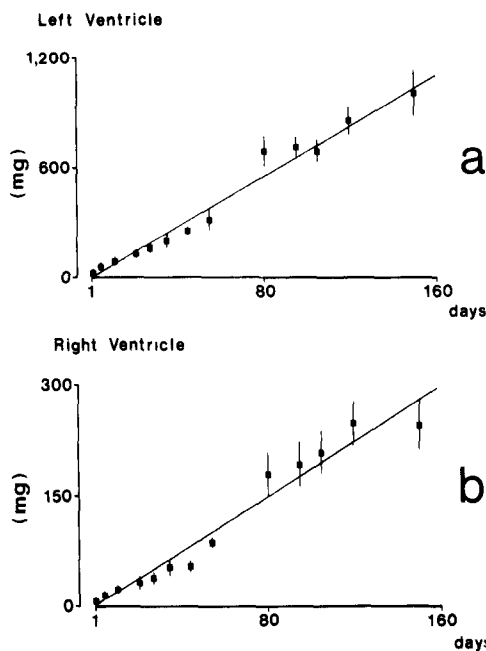 Left Ventricle
1,200
600
0
(mg)
a
1 80 160
days
Right Ventricle
300
150
0
(mg)
b
1 80 160
days